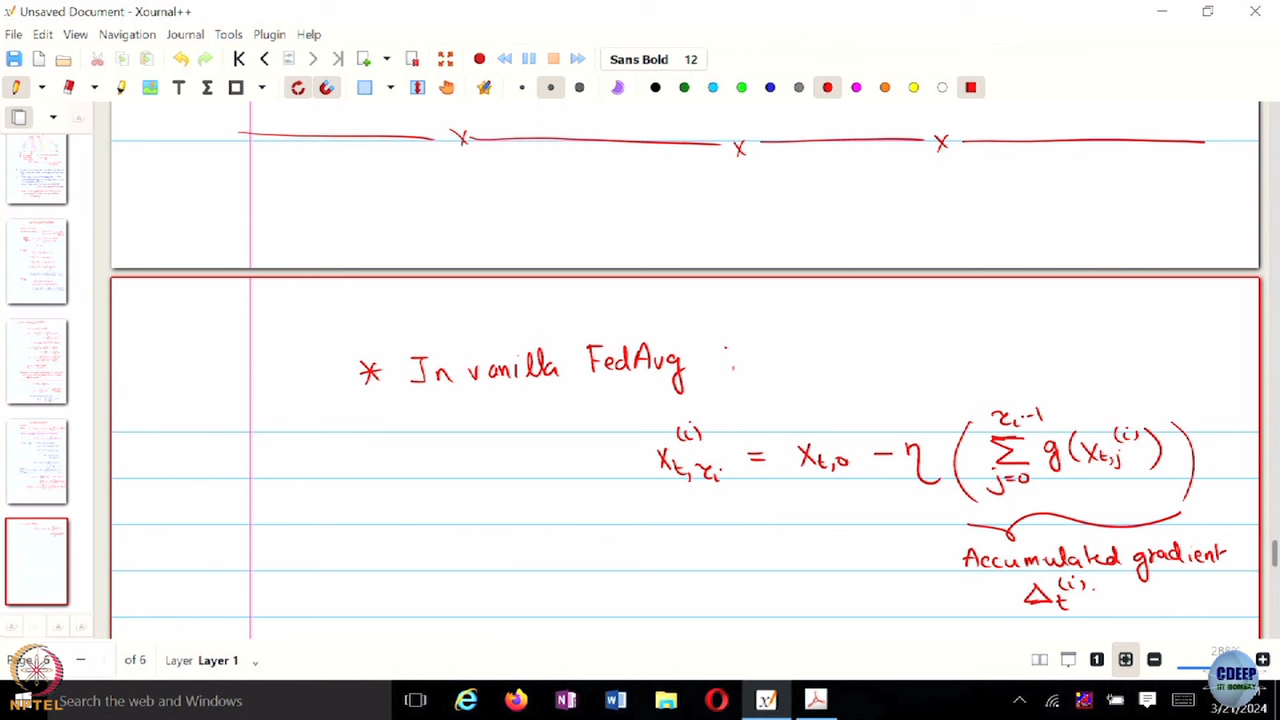 Unsaved Document - Xournal++
File Edit View Navigation Journal Tools Plugin Help
Sans Bold 12
* In vanilla FedAvg :
x_{t,τ_i}^{(i)} = x_{t,0} - η ( Σ_{j=0}^{τ_i-1} g(x_{t,j}^{(i)}) )
Accumulated gradient
Δ_t^{(i)}.
of 6 Layer Layer 1
288%
Search the web and Windows
NPTEL
CDEEP
IIT BOMBAY
3/21/2024